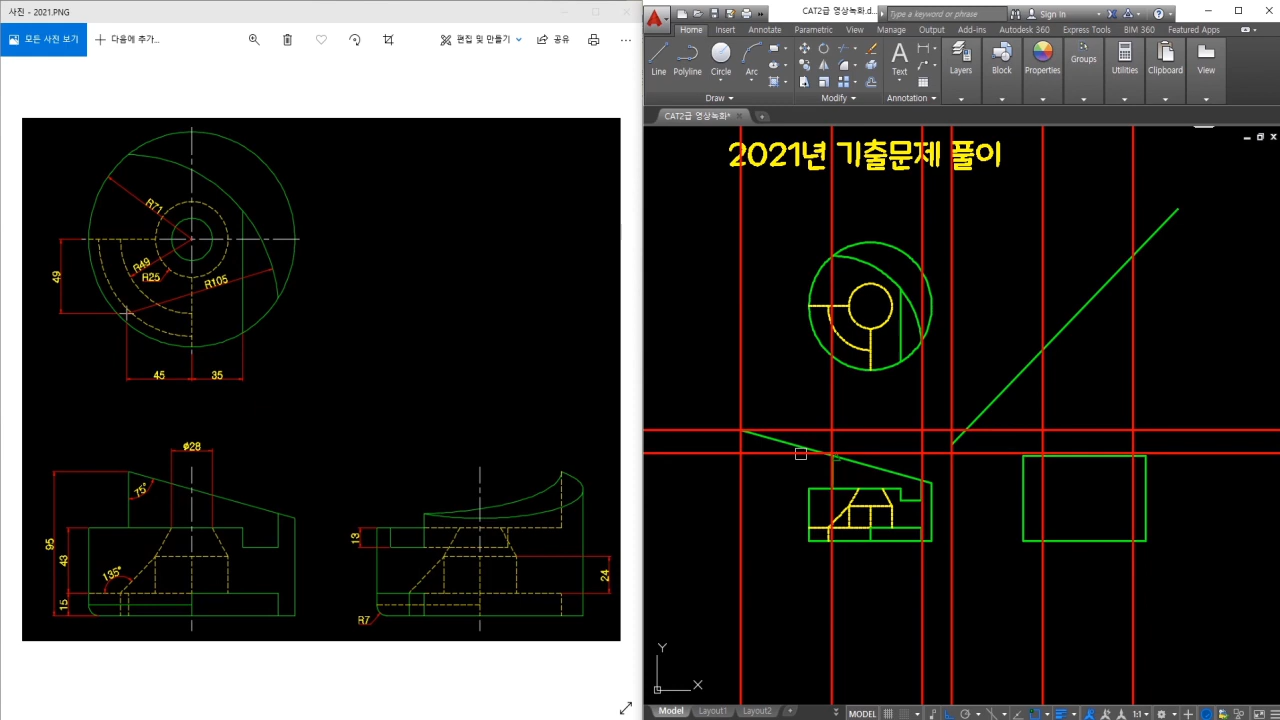 사진 - 2021.PNG
모든 사진 보기
다음에 추가...
편집 및 만들기
공유
R71
R49
R25
R105
49
45
35
ø28
75°
95
43
15
135°
13
24
R7
CAT2급 영상녹화.d...
Type a keyword or phrase
Sign In
Home
Insert
Annotate
Parametric
View
Manage
Output
Add-ins
Autodesk 360
Express Tools
BIM 360
Featured Apps
Line
Polyline
Circle
Arc
Text
Layers
Block
Properties
Groups
Utilities
Clipboard
View
Draw
Modify
Annotation
CAT2급 영상녹화*
2021년 기출문제 풀이
Y
X
Model
Layout1
Layout2
MODEL
1:1